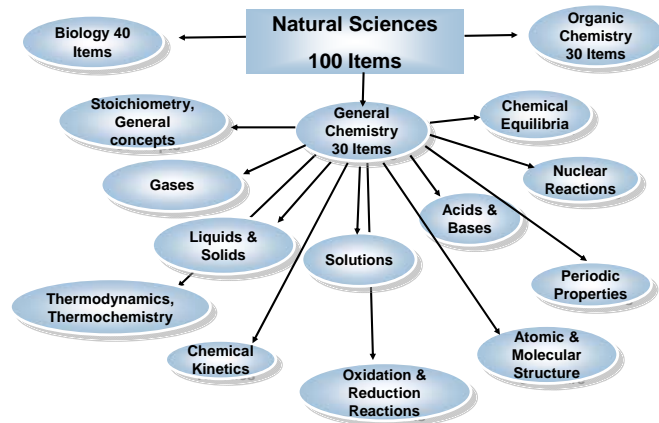 Natural Sciences
100 Items
Biology 40
Items
Organic
Chemistry
30 Items
General
Chemistry
30 Items
Stoichiometry,
General
concepts
Chemical
Equilibria
Gases
Nuclear
Reactions
Acids &
Bases
Liquids &
Solids
Solutions
Periodic
Properties
Thermodynamics,
Thermochemistry
Chemical
Kinetics
Oxidation &
Reduction
Reactions
Atomic &
Molecular
Structure